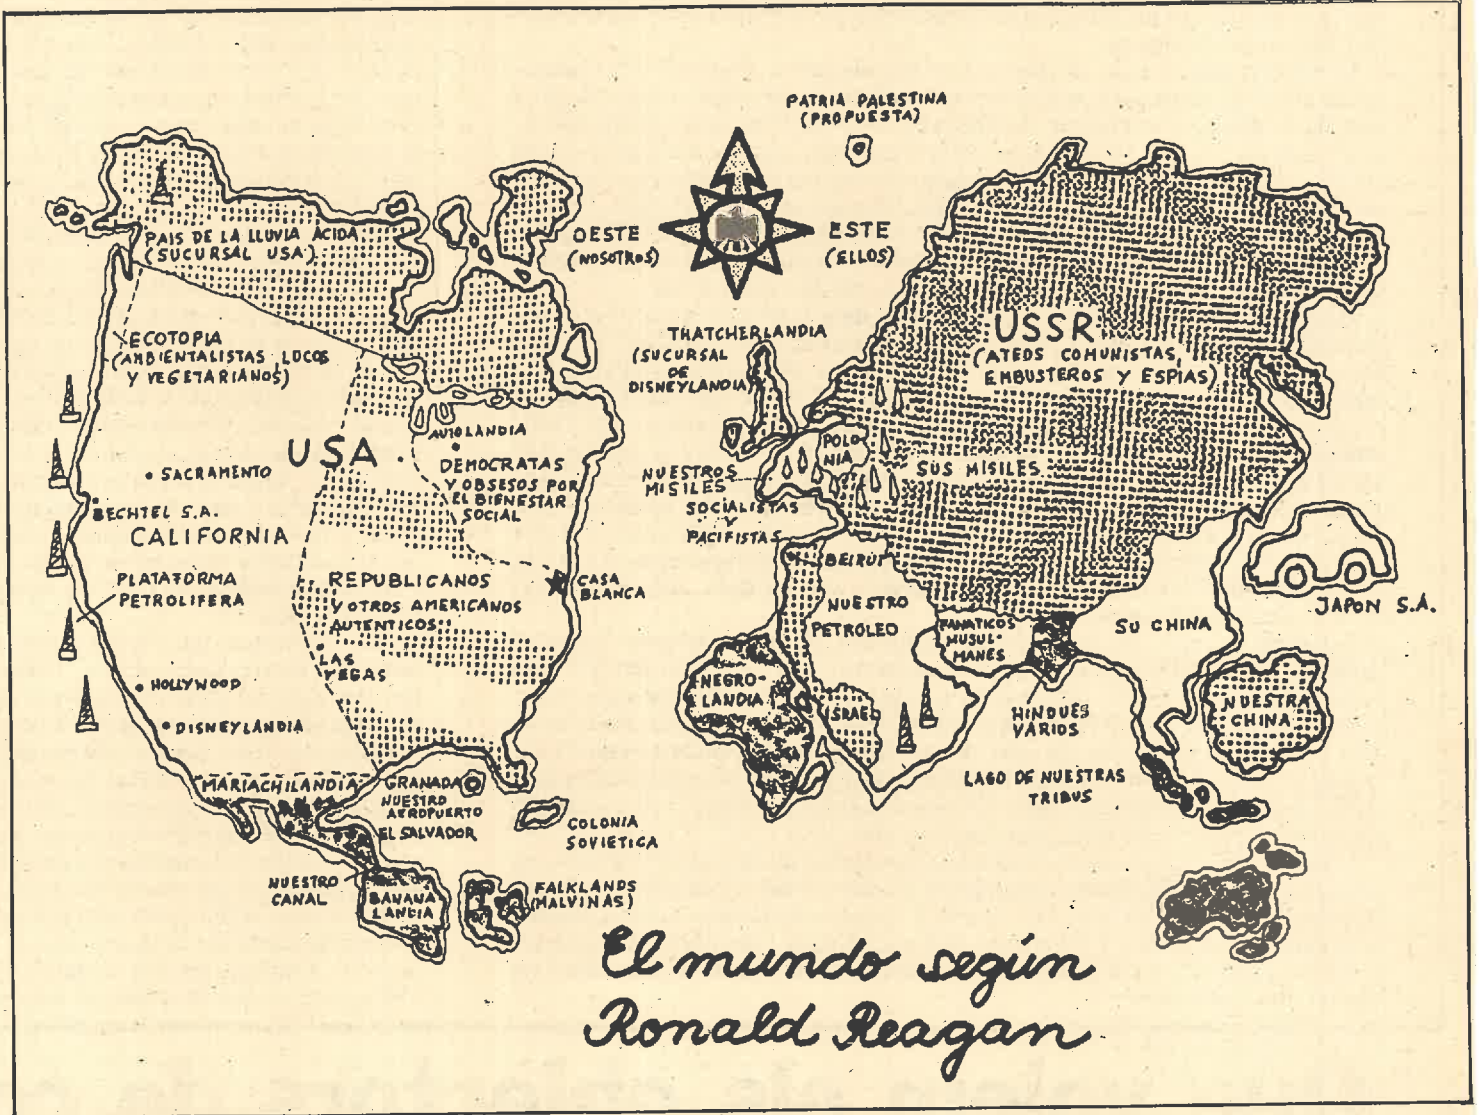 PATRIA PALESTINA
(PROPUESTA)
OESTE
(NOSOTROS)
ESTE
(ELLOS)
PAIS DE LA LLUVIA ÁCIDA
(SUCURSAL USA)
ECOTOPIA
(AMBIENTALISTAS LOCOS
Y VEGETARIANOS)
USA
AUTOLANDIA
DEMOCRATAS
Y OBSESOS POR
EL BIENESTAR
SOCIAL
SACRAMENTO
BECHTEL S.A.
CALIFORNIA
PLATAFORMA
PETROLIFERA
REPUBLICANOS
Y OTROS AMERICANOS
AUTENTICOS
CASA
BLANCA
LAS
VEGAS
HOLLYWOOD
DISNEYLANDIA
MARIACHILANDIA
GRANADA
NUESTRO
AEROPUERTO
EL SALVADOR
COLONIA
SOVIETICA
NUESTRO
CANAL
BANANA
LANDIA
FALKLANDS
(MALVINAS)
THATCHERLANDIA
(SUCURSAL
DE
DISNEYLANDIA)
USSR
(ATEOS COMUNISTAS,
EMBUSTEROS Y ESPIAS)
POLO-
NIA
SUS MISILES
NUESTROS
MISILES
SOCIALISTAS
Y
PACIFISTAS
BEIRUT
NUESTRO
PETROLEO
FANATICOS
MUSUL-
MANES
SU CHINA
JAPON S.A.
NEGRO-
LANDIA
ISRAEL
HINDUES
VARIOS
NUESTRA
CHINA
LAGO DE NUESTRAS
TRIBUS
El mundo según
Ronald Reagan